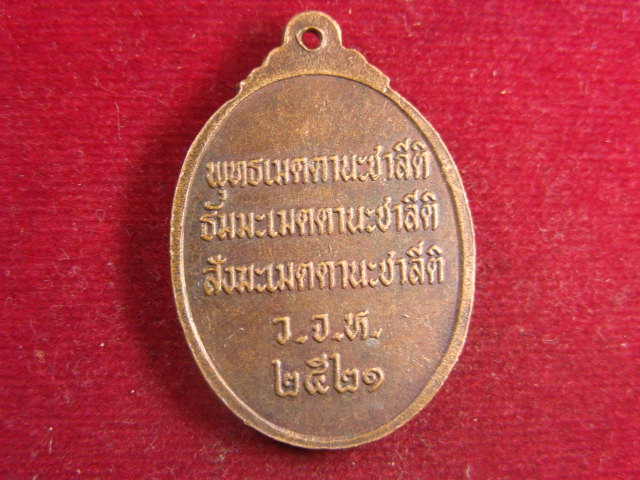 พุทธเมตตานะชาลีติ
ธัมมะเมตตานะชาลีติ
สังฆะเมตตานะชาลีติ
ว.จ.ห.
๒๕๒๑